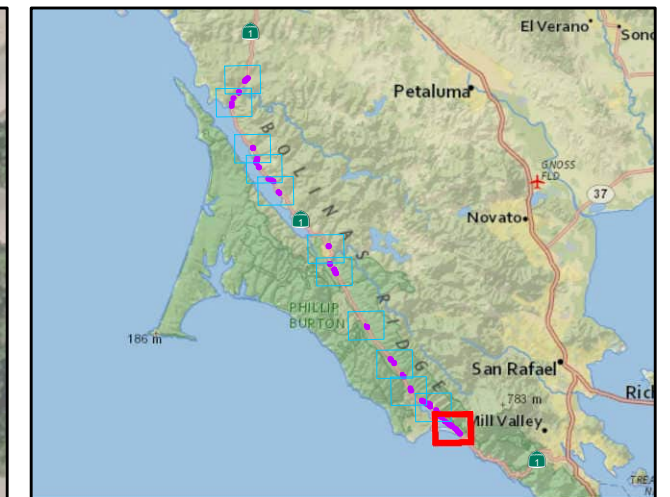 El Verano
Sono
1
Petaluma
GNOSS
FLD
37
BOLINAS RIDGE
Novato
1
PHILLIP
BURTON
186 m
San Rafael
Rich
783 m
Mill Valley
1
TREA